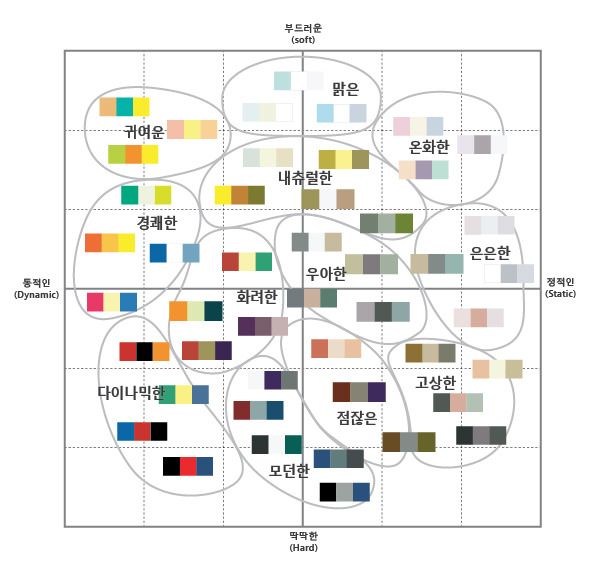 부드러운
(soft)
맑은
귀여운
온화한
내츄럴한
경쾌한
은은한
우아한
동적인
(Dynamic)
정적인
(Static)
화려한
고상한
다이나믹한
점잖은
모던한
딱딱한
(Hard)